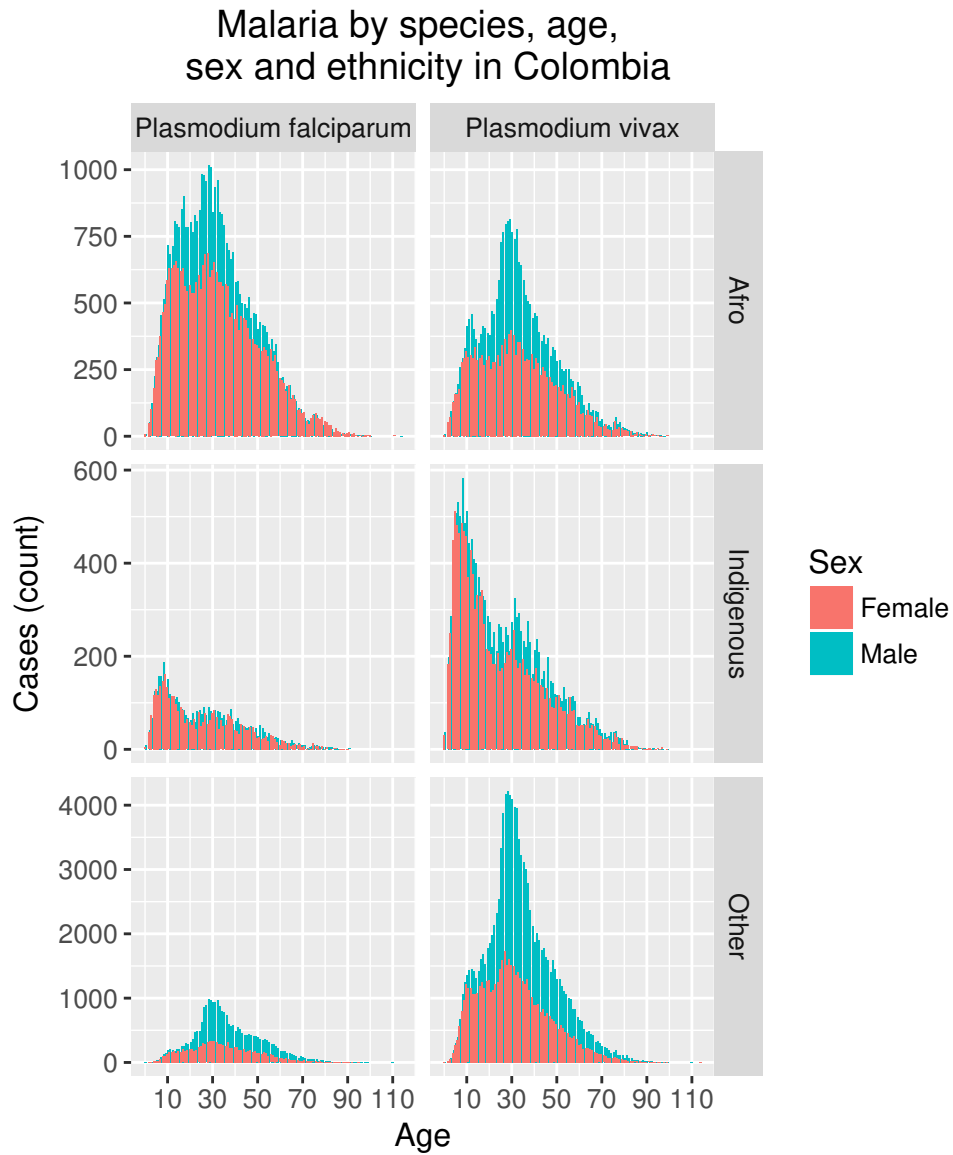 Malaria by species, age,
sex and ethnicity in Colombia
Plasmodium falciparum
Plasmodium vivax
1000
750
500
250
0
Afro
600
400
200
0
Indigenous
4000
3000
2000
1000
0
Other
Cases (count)
10 30 50 70 90 110
10 30 50 70 90 110
Age
Sex
Female
Male